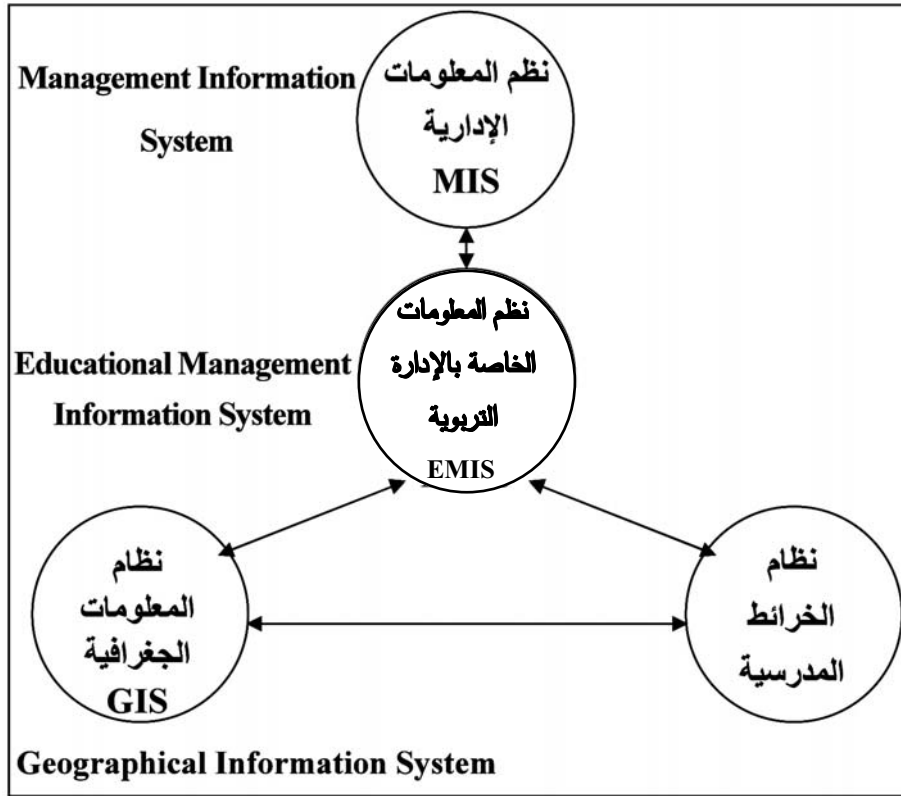 Management Information
System
نظم المعلومات
الإدارية
MIS
Educational Management
Information System
نظم المعلومات
الخاصة بالإدارة
التربوية
EMIS
نظام
المعلومات
الجغرافية
GIS
نظام
الخرائط
المدرسية
Geographical Information System